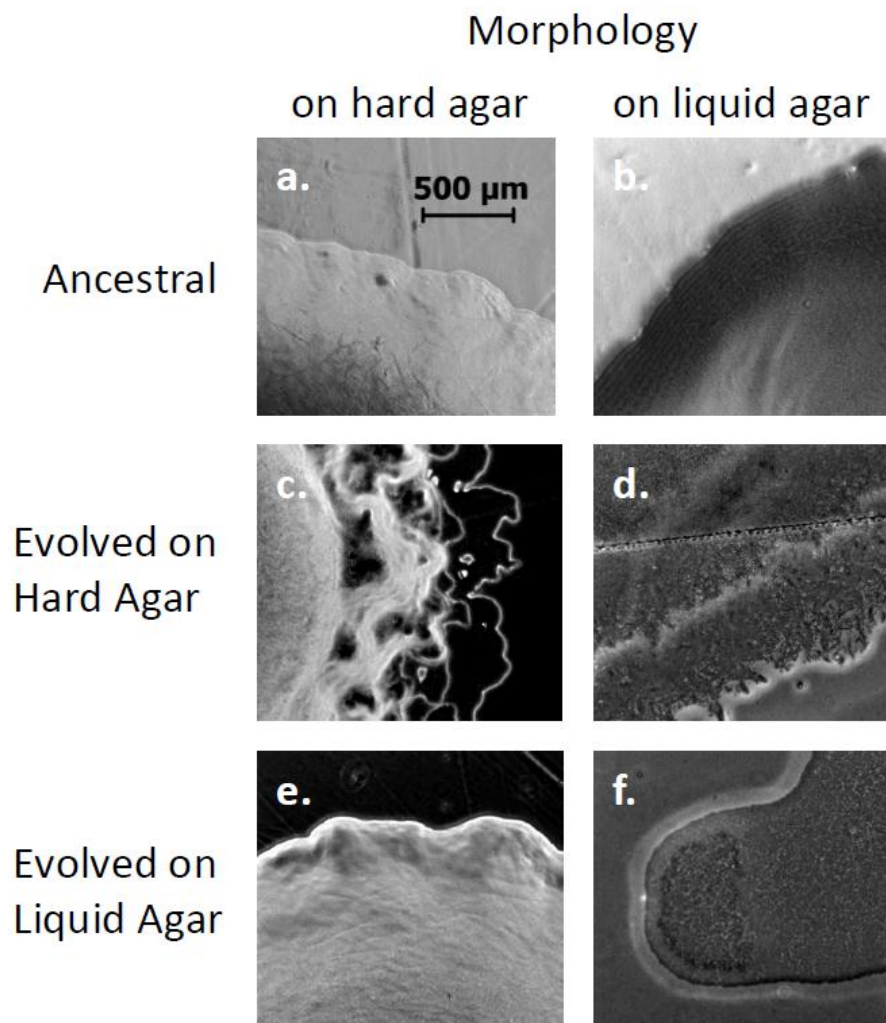 Morphology
on hard agar
on liquid agar
Ancestral
a.
500 µm
b.
Evolved on
Hard Agar
c.
d.
Evolved on
Liquid Agar
e.
f.